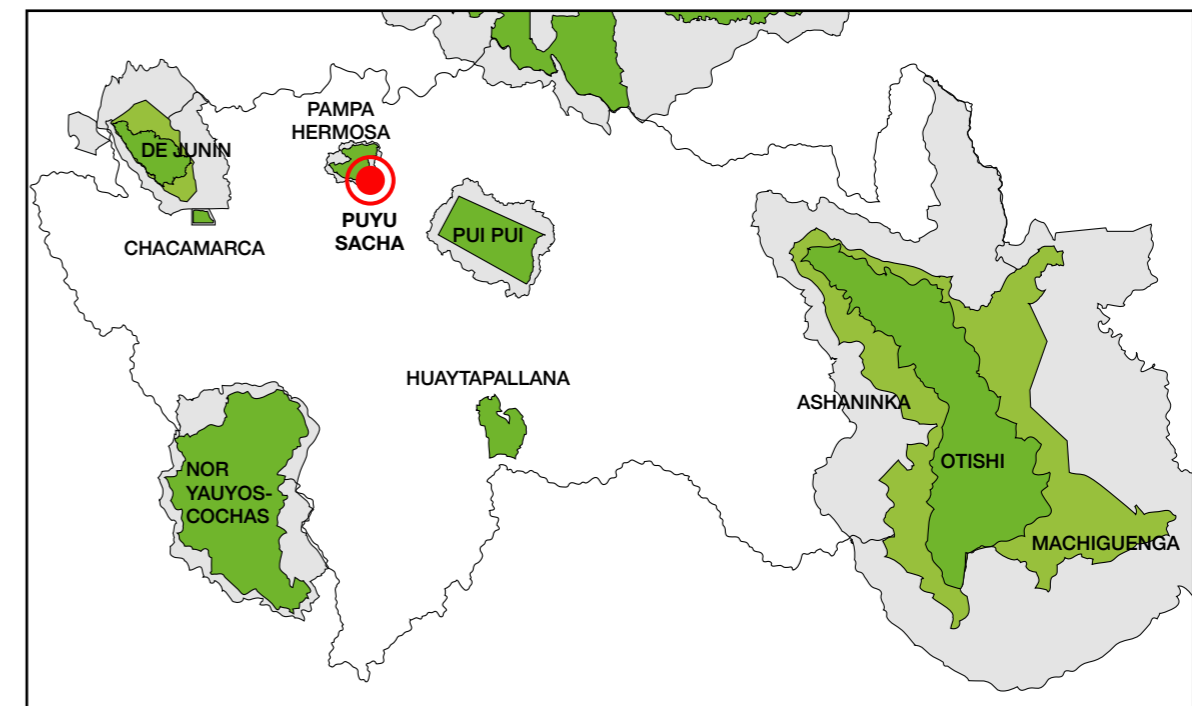 PAMPA
HERMOSA
DE JUNÍN
PUYU
SACHA
CHACAMARCA
PUI PUI
HUAYTAPALLANA
ASHANINKA
NOR
YAUYOS-
COCHAS
OTISHI
MACHIGUENGA